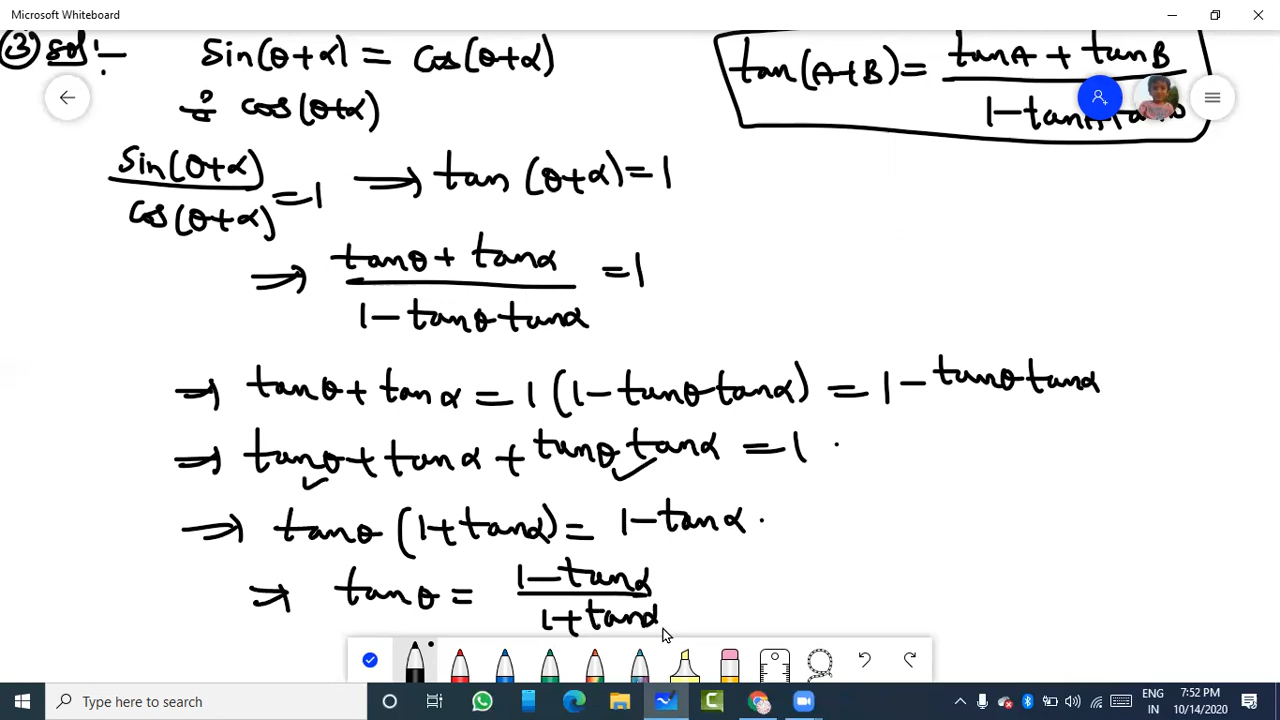 Microsoft Whiteboard
③ Sol:- Sin(θ+α) = Cos(θ+α)
÷ Cos(θ+α)
tan(A+B) = (tanA + tanB) / (1-tanA
Sin(θ+α) / Cos(θ+α) = 1 ⟹ tan(θ+α) = 1
⟹ (tanθ + tanα) / (1 - tanθ tanα) = 1
⟹ tanθ + tanα = 1 (1 - tanθ tanα) = 1 - tanθ tanα
⟹ tanθ + tanα + tanθ tanα = 1 .
⟹ tanθ (1 + tanα) = 1 - tanα .
⟹ tanθ = (1 - tanα) / (1 + tanα)
Type here to search
ENG 7:52 PM
IN 10/14/2020